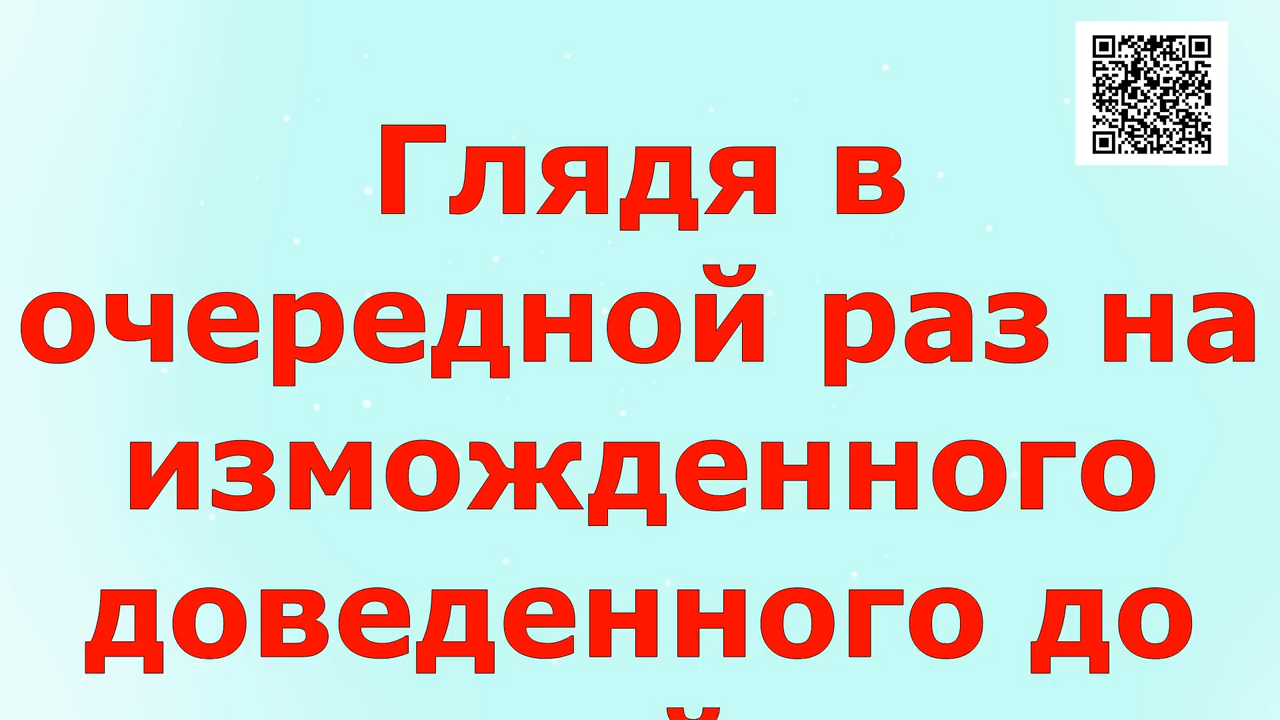 Глядя в
очередной раз на
изможденного
доведенного до